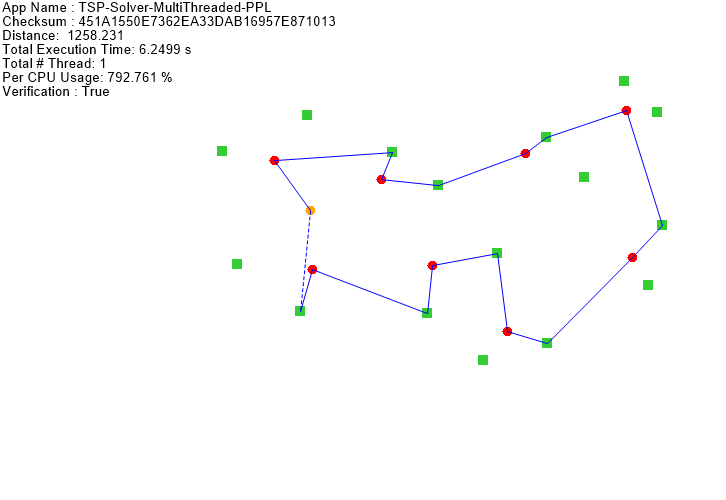 App Name : TSP-Solver-MultiThreaded-PPL
Checksum : 451A1550E7362EA33DAB16957E871013
Distance:  1258.231
Total Execution Time: 6.2499 s
Total # Thread: 1
Per CPU Usage: 792.761 %
Verification : True